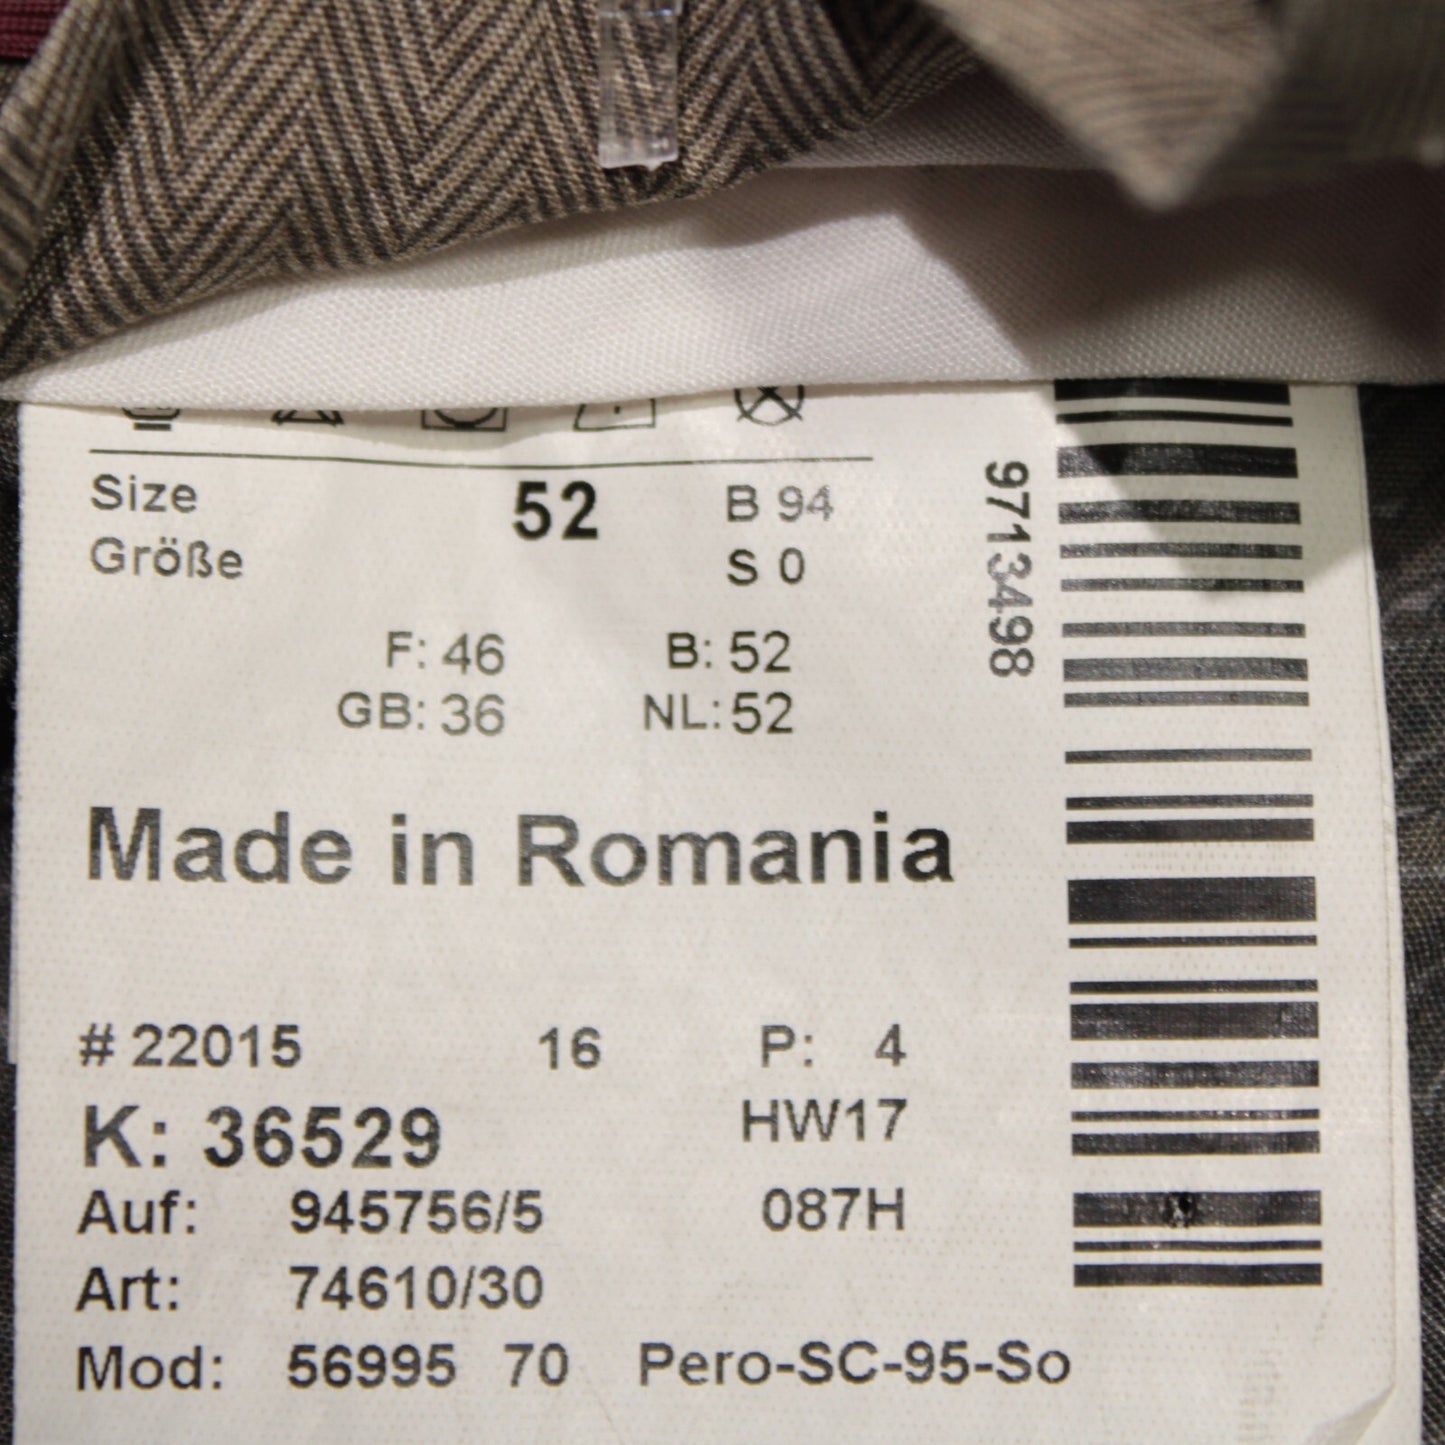 Size 52 B 94
Größe S 0
F: 46 B: 52
GB: 36 NL: 52
Made in Romania
# 22015 16 P: 4
K: 36529 HW17
Auf: 945756/5 087H
Art: 74610/30
Mod: 56995 70 Pero-SC-95-So
9713498